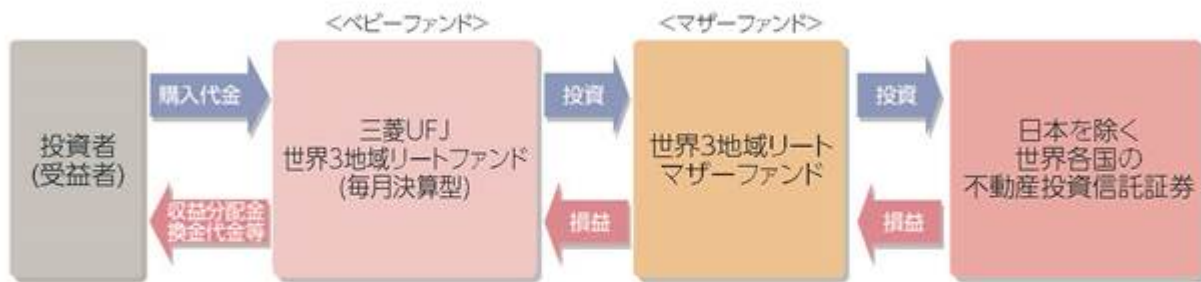 <ベビーファンド>
<マザーファンド>
投資者
(受益者)
購入代金
収益分配金
換金代金等
三菱UFJ
世界3地域リートファンド
(毎月決算型)
投資
損益
世界3地域リート
マザーファンド
投資
損益
日本を除く
世界各国の
不動産投資信託証券